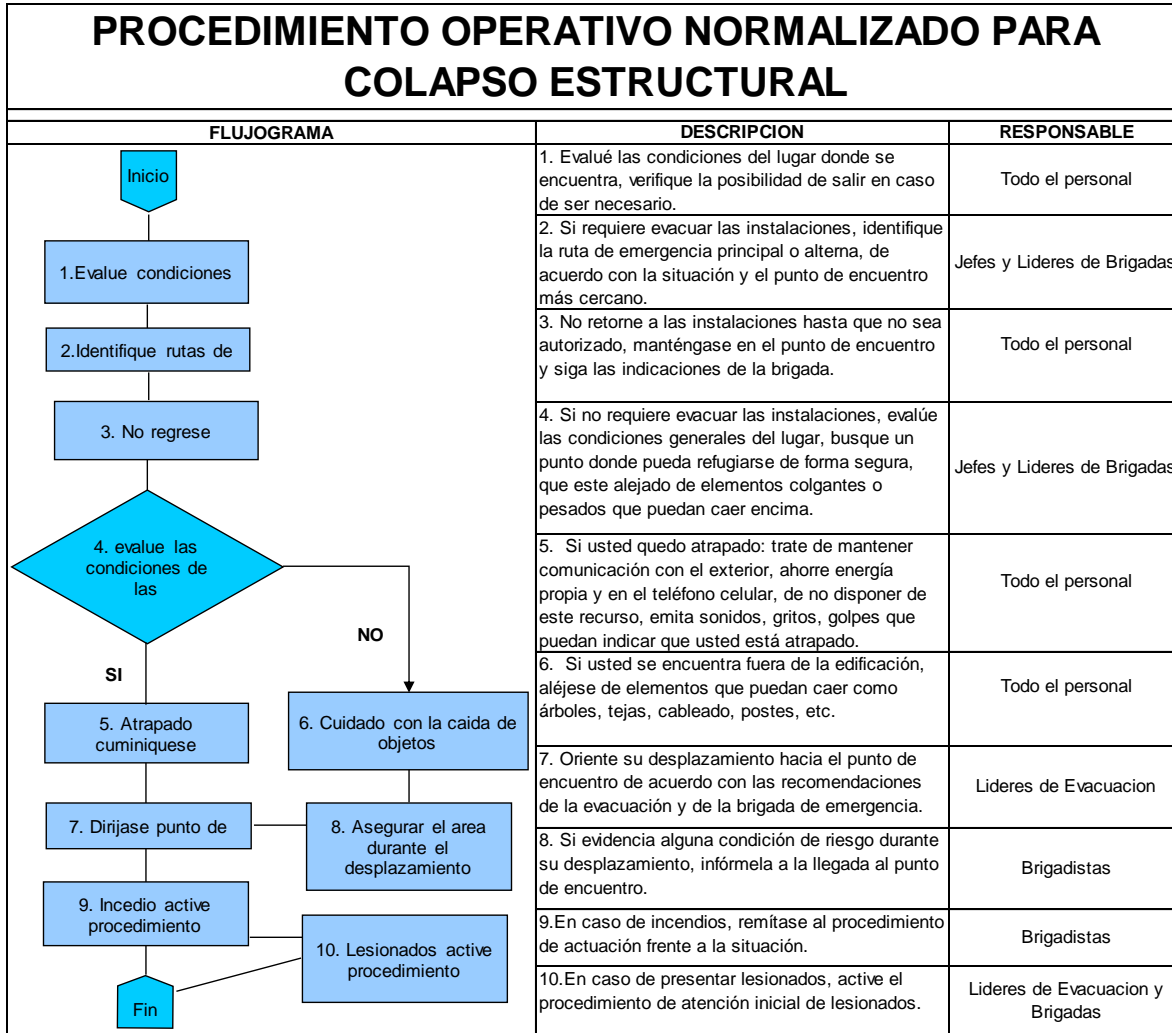 PROCEDIMIENTO OPERATIVO NORMALIZADO PARA
COLAPSO ESTRUCTURAL
FLUJOGRAMA
DESCRIPCION
RESPONSABLE
Inicio
1.Evalue condiciones
2.Identifique rutas de
3. No regrese
4. evalue las
condiciones de
las
NO
SI
5. Atrapado
cuminiquese
6. Cuidado con la caida de
objetos
7. Dirijase punto de
8. Asegurar el area
durante el
desplazamiento
9. Incedio active
procedimiento
10. Lesionados active
procedimiento
Fin
1. Evalué las condiciones del lugar donde se
encuentra, verifique la posibilidad de salir en caso
de ser necesario.
Todo el personal
2. Si requiere evacuar las instalaciones, identifique
la ruta de emergencia principal o alterna, de
acuerdo con la situación y el punto de encuentro
más cercano.
Jefes y Lideres de Brigadas
3. No retorne a las instalaciones hasta que no sea
autorizado, manténgase en el punto de encuentro
y siga las indicaciones de la brigada.
Todo el personal
4. Si no requiere evacuar las instalaciones, evalúe
las condiciones generales del lugar, busque un
punto donde pueda refugiarse de forma segura,
que este alejado de elementos colgantes o
pesados que puedan caer encima.
Jefes y Lideres de Brigadas
5. Si usted quedo atrapado: trate de mantener
comunicación con el exterior, ahorre energía
propia y en el teléfono celular, de no disponer de
este recurso, emita sonidos, gritos, golpes que
puedan indicar que usted está atrapado.
Todo el personal
6. Si usted se encuentra fuera de la edificación,
aléjese de elementos que puedan caer como
árboles, tejas, cableado, postes, etc.
Todo el personal
7. Oriente su desplazamiento hacia el punto de
encuentro de acuerdo con las recomendaciones
de la evacuación y de la brigada de emergencia.
Lideres de Evacuacion
8. Si evidencia alguna condición de riesgo durante
su desplazamiento, infórmela a la llegada al punto
de encuentro.
Brigadistas
9.En caso de incendios, remítase al procedimiento
de actuación frente a la situación.
Brigadistas
10.En caso de presentar lesionados, active el
procedimiento de atención inicial de lesionados.
Lideres de Evacuacion y
Brigadas